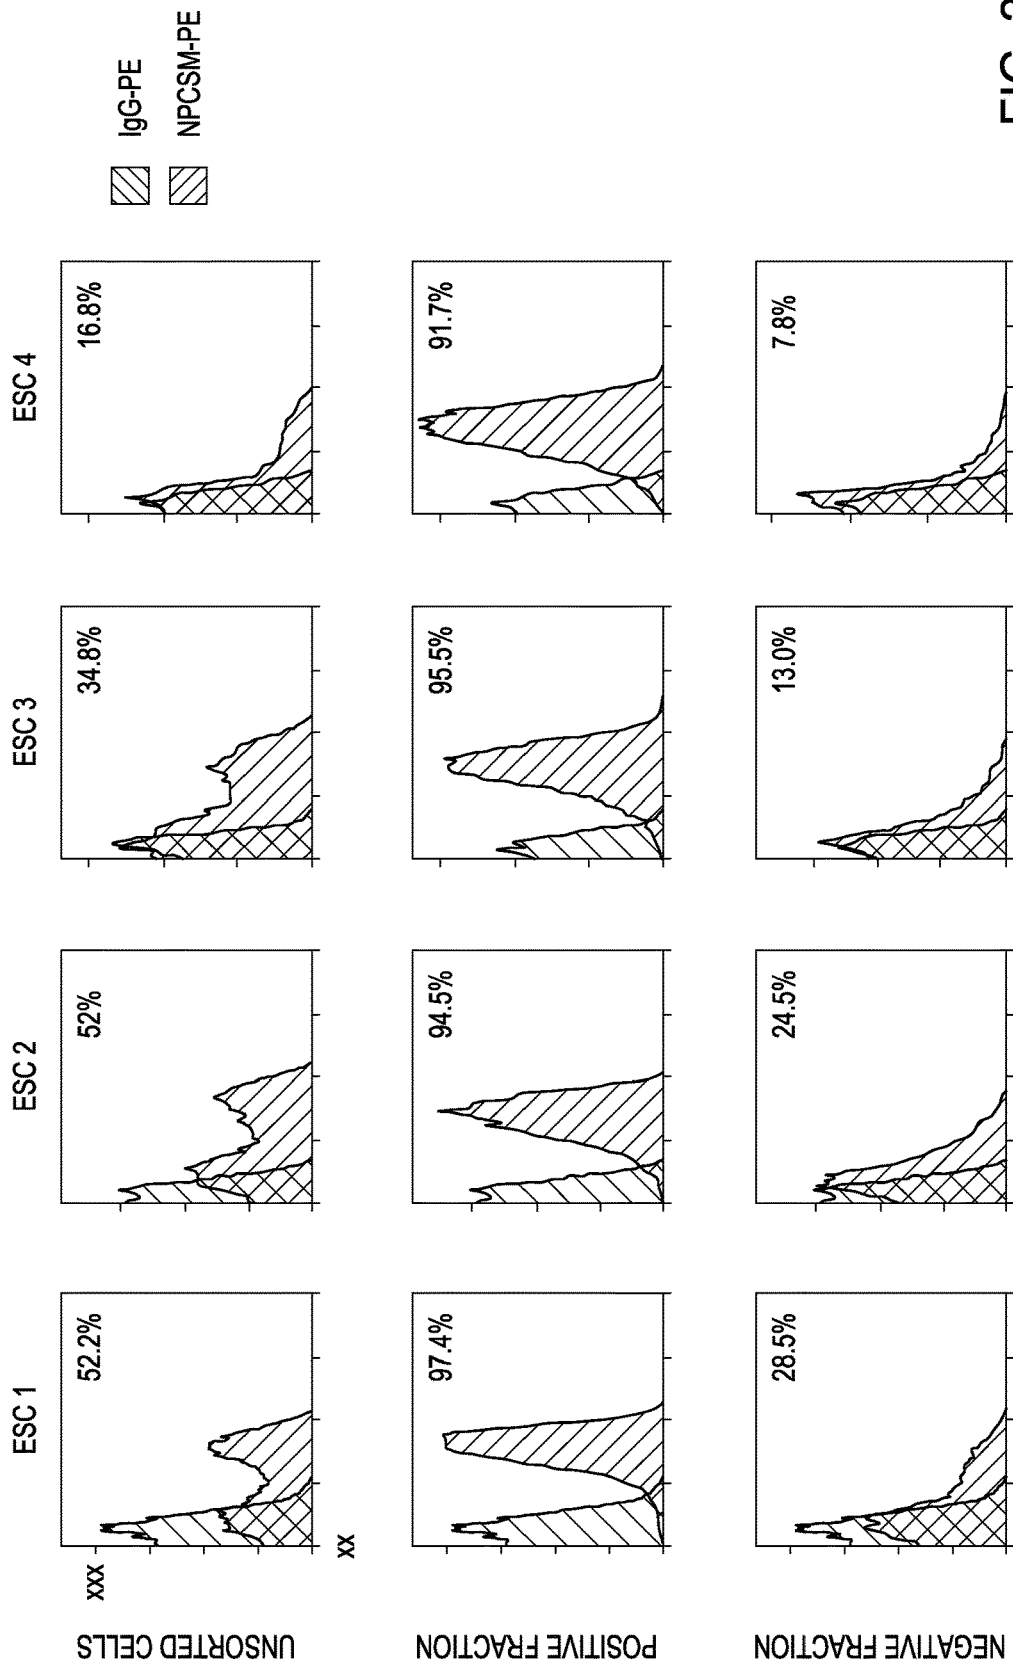 ESC 1
ESC 2
ESC 3
ESC 4
IgG-PE
NPCSM-PE
UNSORTED CELLS
XXX
XX
52.2%
52%
34.8%
16.8%
POSITIVE FRACTION
97.4%
94.5%
95.5%
91.7%
NEGATIVE FRACTION
28.5%
24.5%
13.0%
7.8%
FIG.